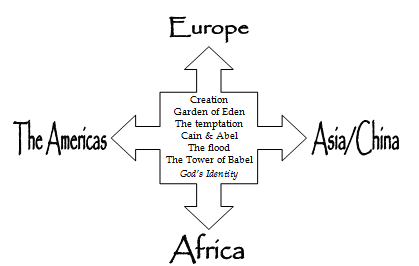 Europe
Creation
Garden of Eden
The temptation
Cain & Abel
The flood
The Tower of Babel
God's Identity
The Americas
Asia/China
Africa